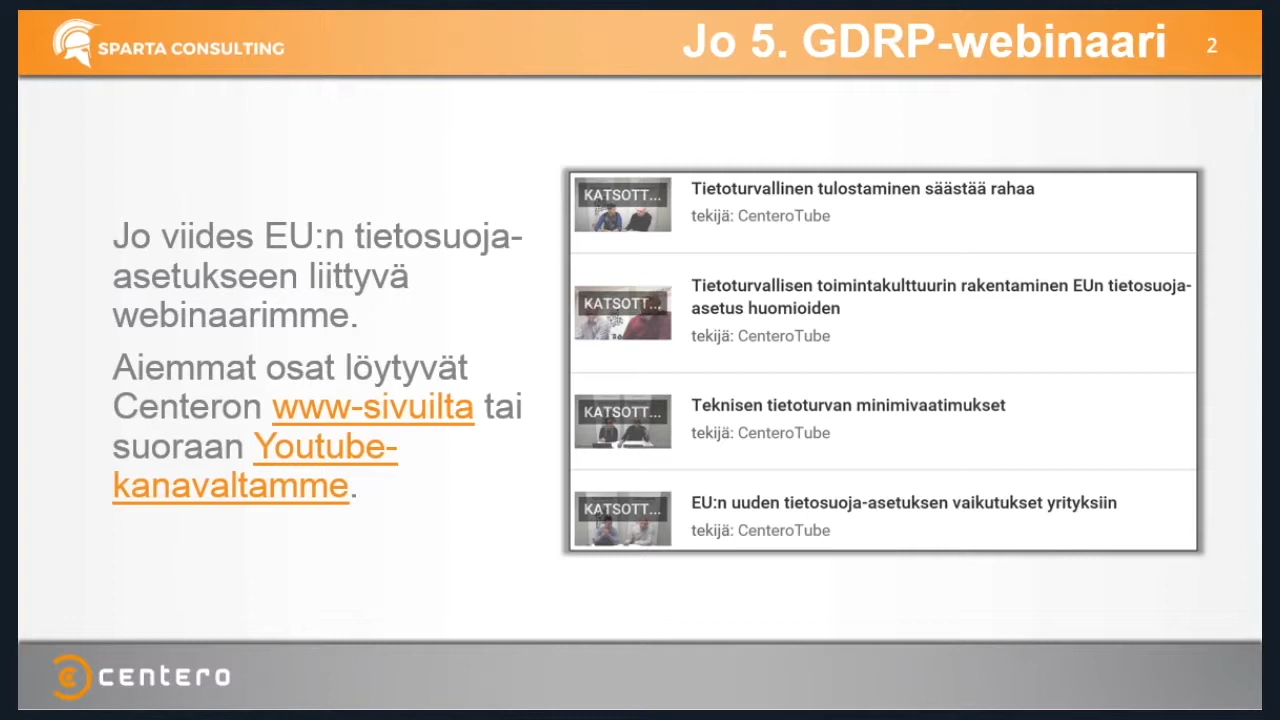 SPARTA CONSULTING
Jo 5. GDRP-webinaari
2
Jo viides EU:n tietosuoja-
asetukseen liittyvä
webinaarimme.
Aiemmat osat löytyvät
Centeron www-sivuilta tai
suoraan Youtube-
kanavaltamme.
KATSOTT...
Tietoturvallinen tulostaminen säästää rahaa
tekijä: CenteroTube
KATSOTT...
Tietoturvallisen toimintakulttuurin rakentaminen EUn tietosuoja-
asetus huomioiden
tekijä: CenteroTube
KATSOTT...
Teknisen tietoturvan minimivaatimukset
tekijä: CenteroTube
KATSOTT...
EU:n uuden tietosuoja-asetuksen vaikutukset yrityksiin
tekijä: CenteroTube
centero